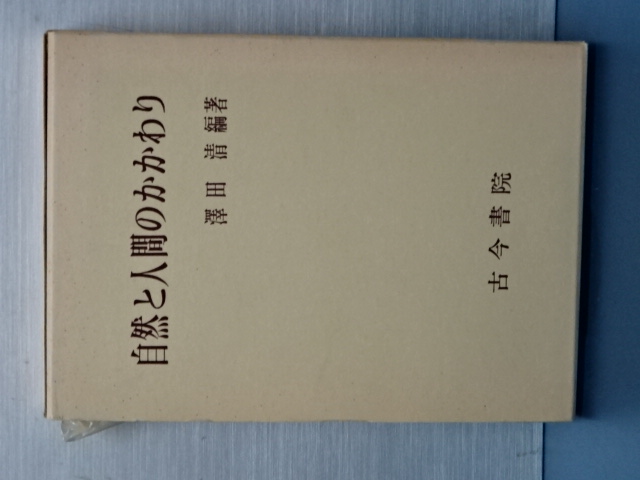 自然と人間のかかわり
澤田 清 編著
古今書院